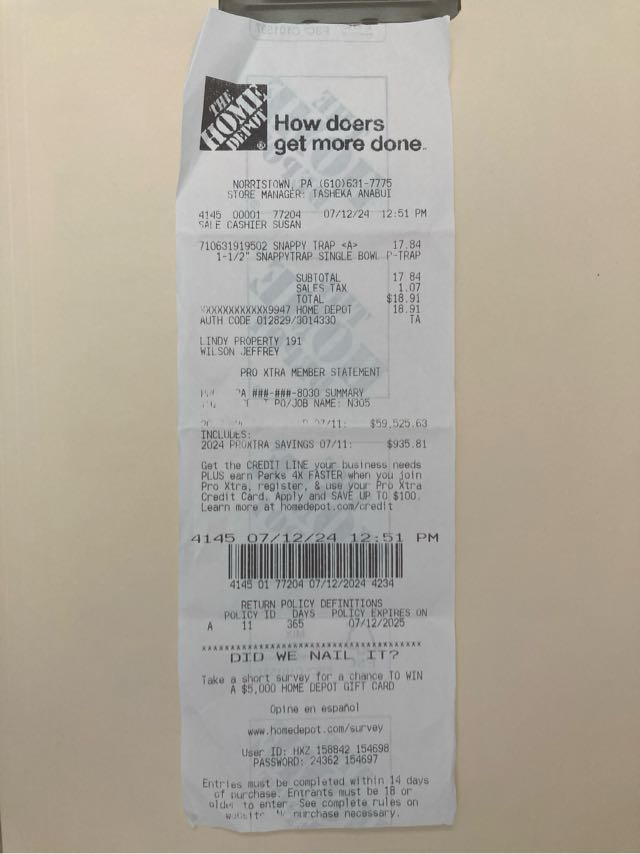 THE HOME DEPOT
How doers
get more done.
NORRISTOWN, PA (610)631-7775
STORE MANAGER: TASHEKA ANABUI
4145 00001 77204 07/12/24 12:51 PM
SALE CASHIER SUSAN
710631919502 SNAPPY TRAP <A> 17.84
1-1/2" SNAPPYTRAP SINGLE BOWL P-TRAP
SUBTOTAL 17.84
SALES TAX 1.07
TOTAL $18.91
XXXXXXXXXXXX9947 HOME DEPOT 18.91
AUTH CODE 012829/3014330 TA
LINDY PROPERTY 191
WILSON JEFFREY
PRO XTRA MEMBER STATEMENT
###-###-8030 SUMMARY
PO/JOB NAME: N305
07/11: $59,525.63
INCLUDES:
2024 PROXTRA SAVINGS 07/11: $935.81
Get the CREDIT LINE your business needs
PLUS earn Perks 4X FASTER when you join
Pro Xtra, register, & use your Pro Xtra
Credit Card. Apply and SAVE UP TO $100.
Learn more at homedepot.com/credit
4145 07/12/24 12:51 PM
4145 01 77204 07/12/2024 4234
RETURN POLICY DEFINITIONS
POLICY ID DAYS POLICY EXPIRES ON
A 11 365 07/12/2025
DID WE NAIL IT?
Take a short survey for a chance TO WIN
A $5,000 HOME DEPOT GIFT CARD
Opine en español
www.homedepot.com/survey
User ID: HXZ 158842 154698
PASSWORD: 24362 154697
Entries must be completed within 14 days
of purchase. Entrants must be 18 or
older to enter. See complete rules on
website. purchase necessary.